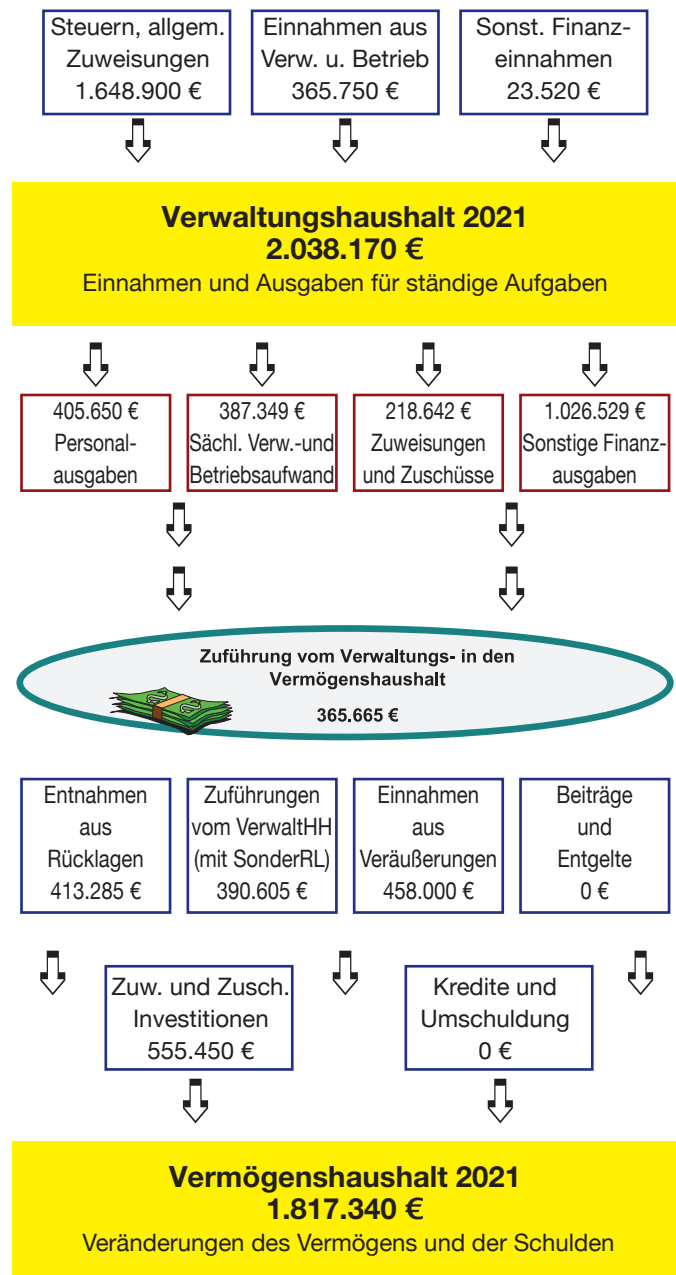 Steuern, allgem.
Zuweisungen
1.648.900 €
Einnahmen aus
Verw. u. Betrieb
365.750 €
Sonst. Finanz-
einnahmen
23.520 €
Verwaltungshaushalt 2021
2.038.170 €
Einnahmen und Ausgaben für ständige Aufgaben
405.650 €
Personal-
ausgaben
387.349 €
Sächl. Verw.-und
Betriebsaufwand
218.642 €
Zuweisungen
und Zuschüsse
1.026.529 €
Sonstige Finanz-
ausgaben
Zuführung vom Verwaltungs- in den
Vermögenshaushalt
365.665 €
Entnahmen
aus
Rücklagen
413.285 €
Zuführungen
vom VerwaltHH
(mit SonderRL)
390.605 €
Einnahmen
aus
Veräußerungen
458.000 €
Beiträge
und
Entgelte
0 €
Zuw. und Zusch.
Investitionen
555.450 €
Kredite und
Umschuldung
0 €
Vermögenshaushalt 2021
1.817.340 €
Veränderungen des Vermögens und der Schulden